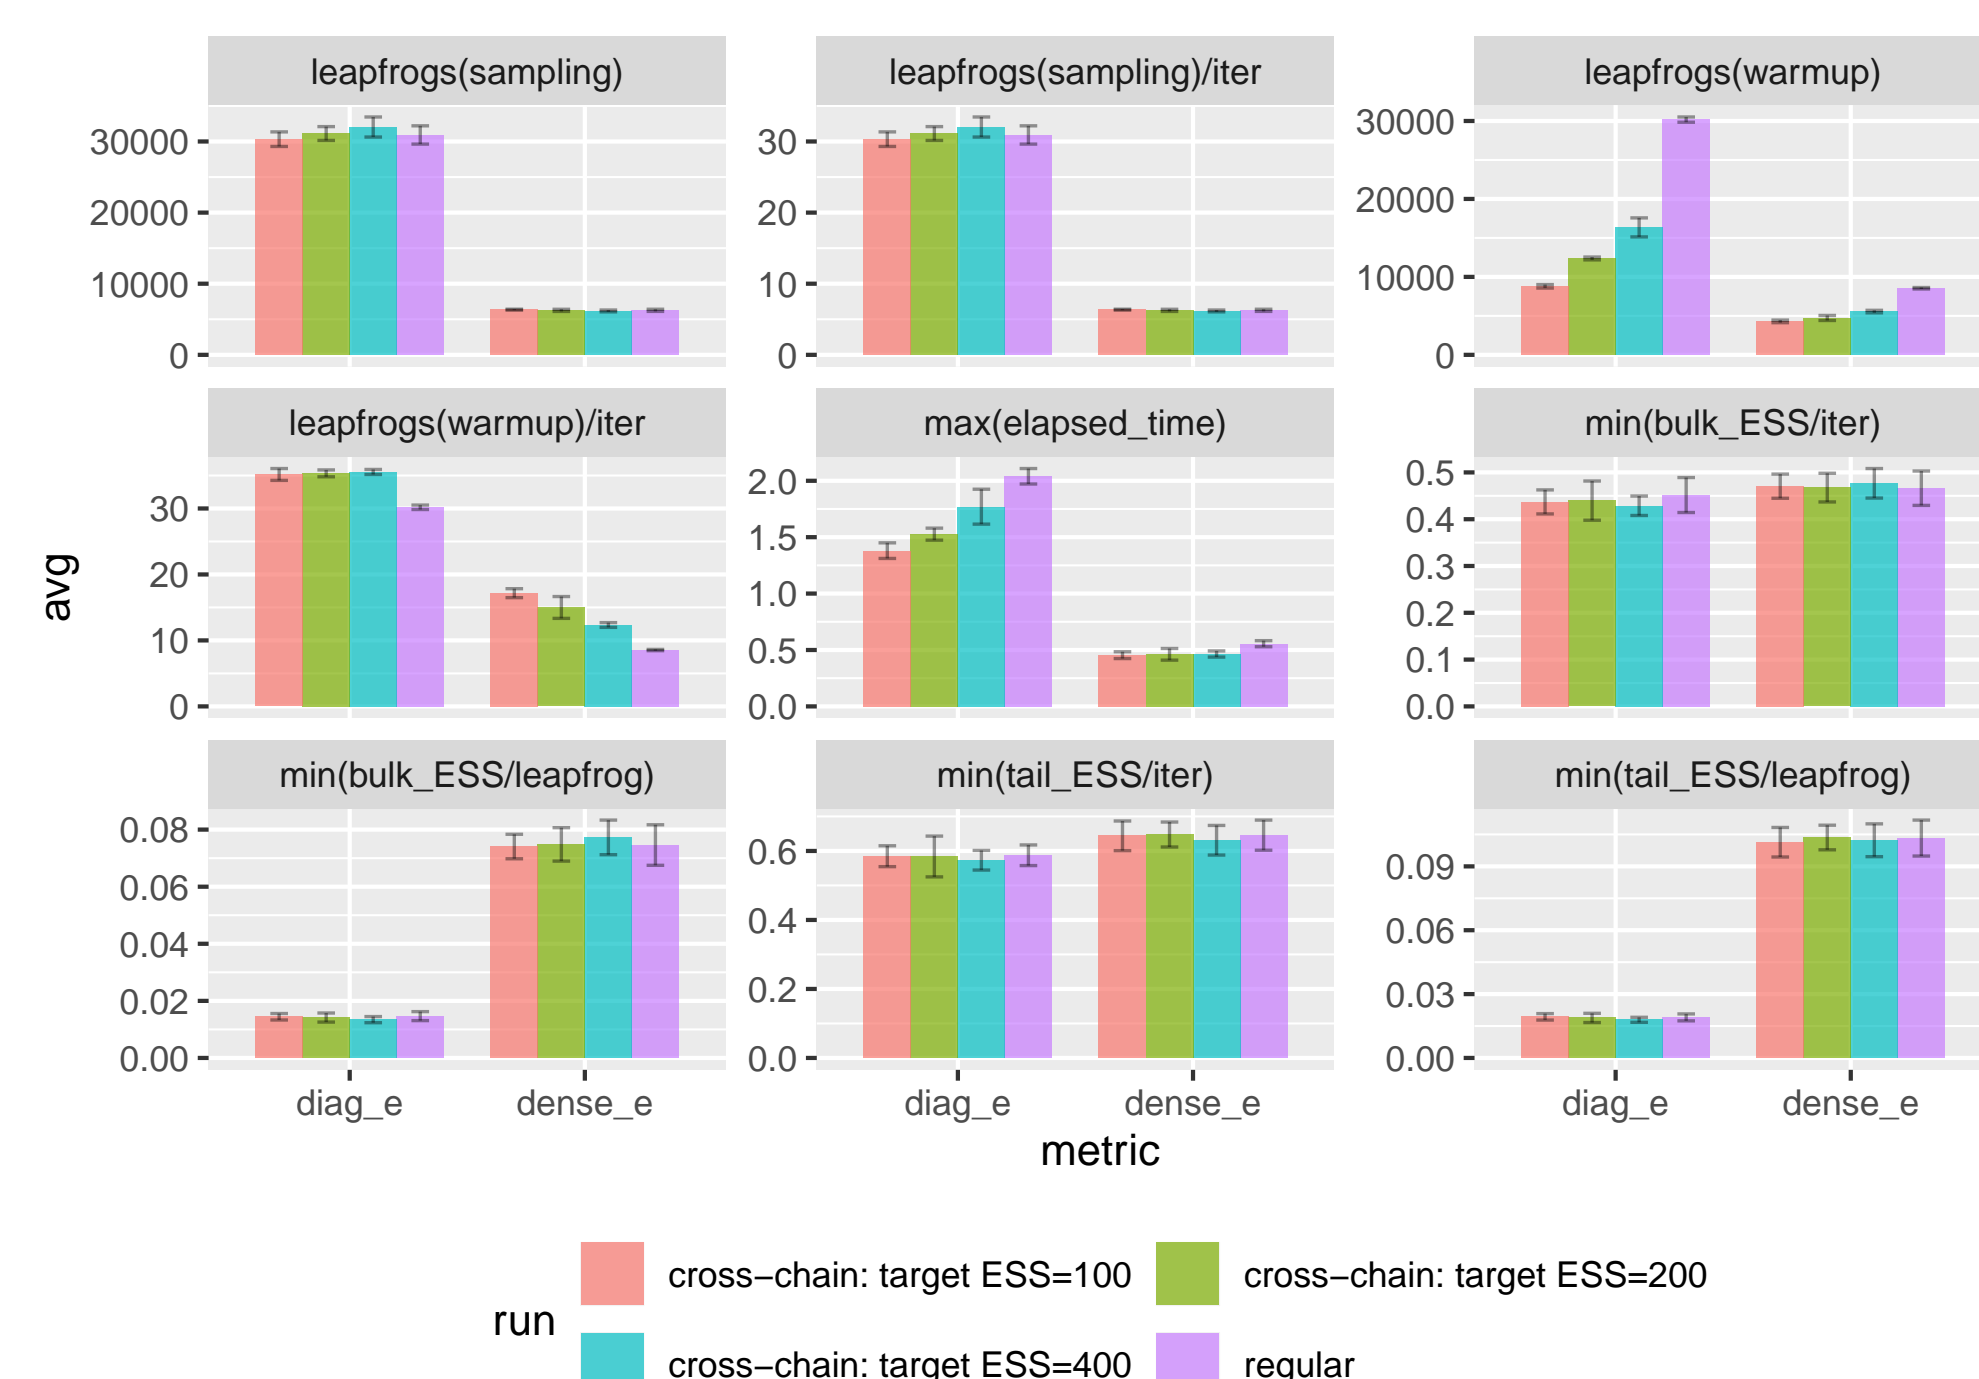 leapfrogs(sampling)
leapfrogs(sampling)/iter
leapfrogs(warmup)
30000
20000
10000
0
30
20
10
0
30000
20000
10000
0
leapfrogs(warmup)/iter
max(elapsed_time)
min(bulk_ESS/iter)
30
20
10
0
2.0
1.5
1.0
0.5
0.0
0.5
0.4
0.3
0.2
0.1
0.0
min(bulk_ESS/leapfrog)
min(tail_ESS/iter)
min(tail_ESS/leapfrog)
0.08
0.06
0.04
0.02
0.00
0.6
0.4
0.2
0.0
0.09
0.06
0.03
0.00
avg
diag_e dense_e
diag_e dense_e
diag_e dense_e
metric
run
cross−chain: target ESS=100
cross−chain: target ESS=200
cross−chain: target ESS=400
regular